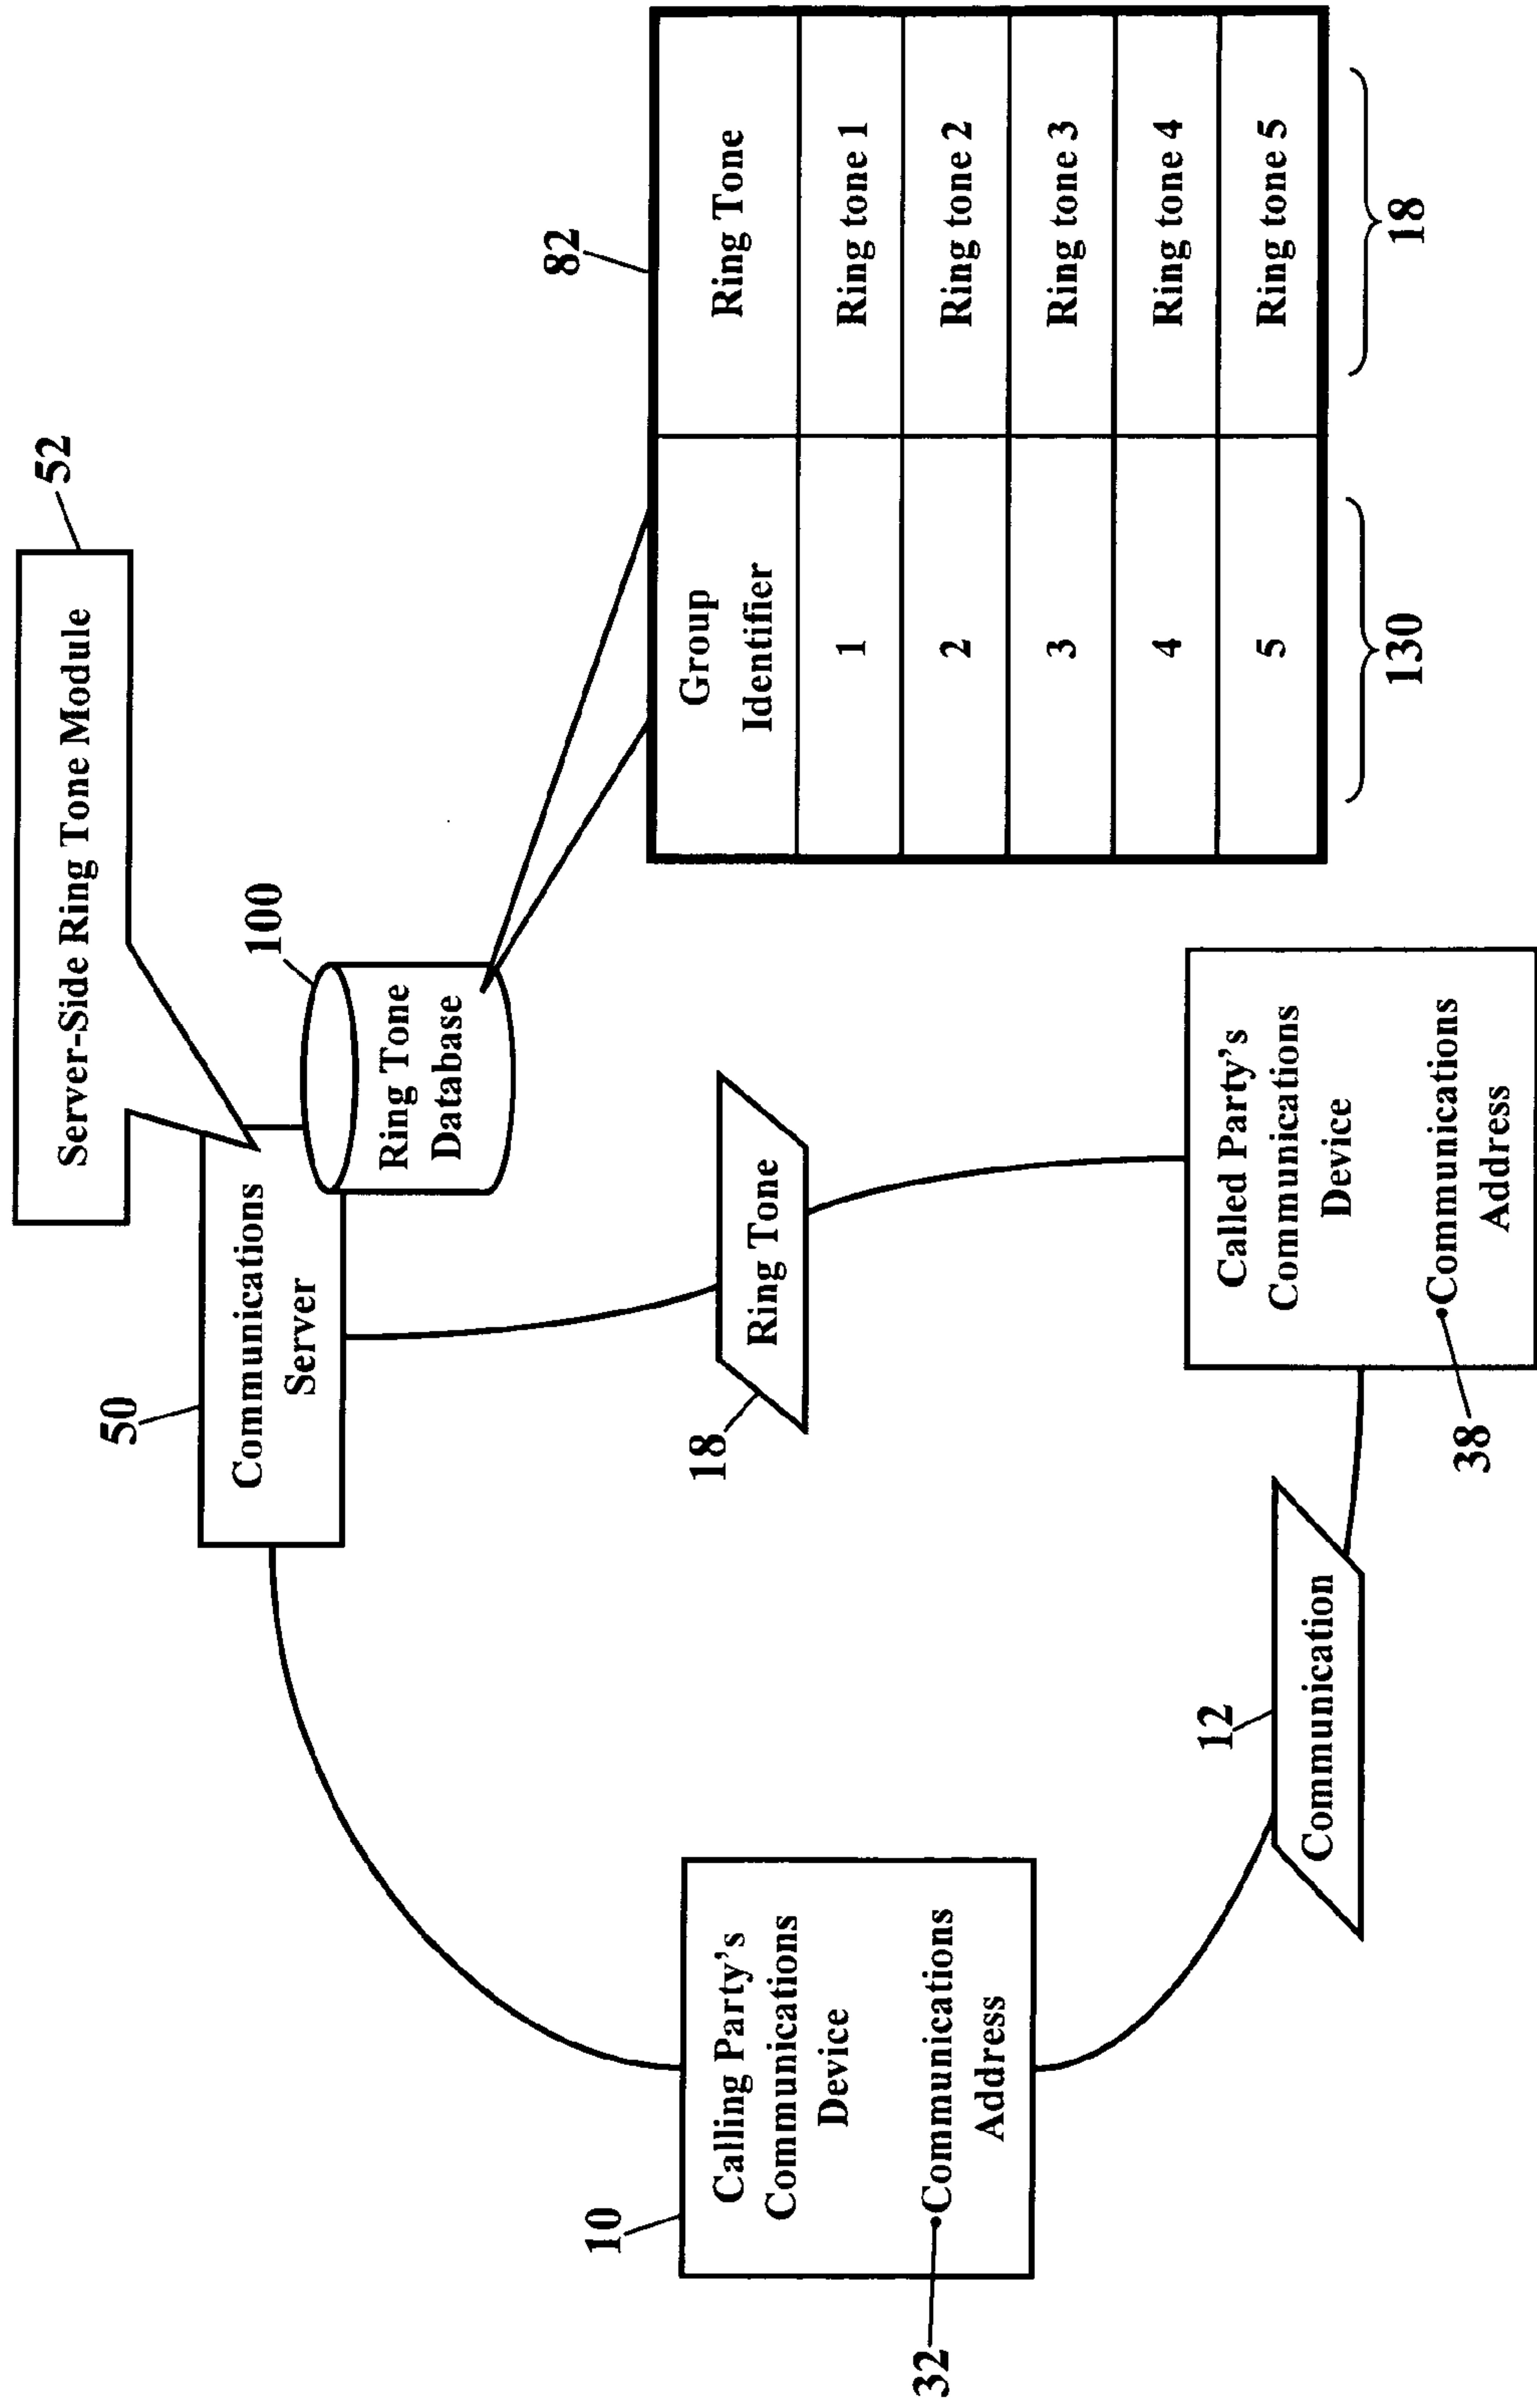 Server-Side Ring Tone Module
52
50
Communications
Server
100
Ring Tone
Database
82
Group
Identifier
Ring Tone
1
Ring tone 1
2
Ring tone 2
3
Ring tone 3
4
Ring tone 4
5
Ring tone 5
130
18
18
Ring Tone
10
Calling Party's
Communications
Device
Communications
Address
32
12
Communication
Called Party's
Communications
Device
Communications
Address
38